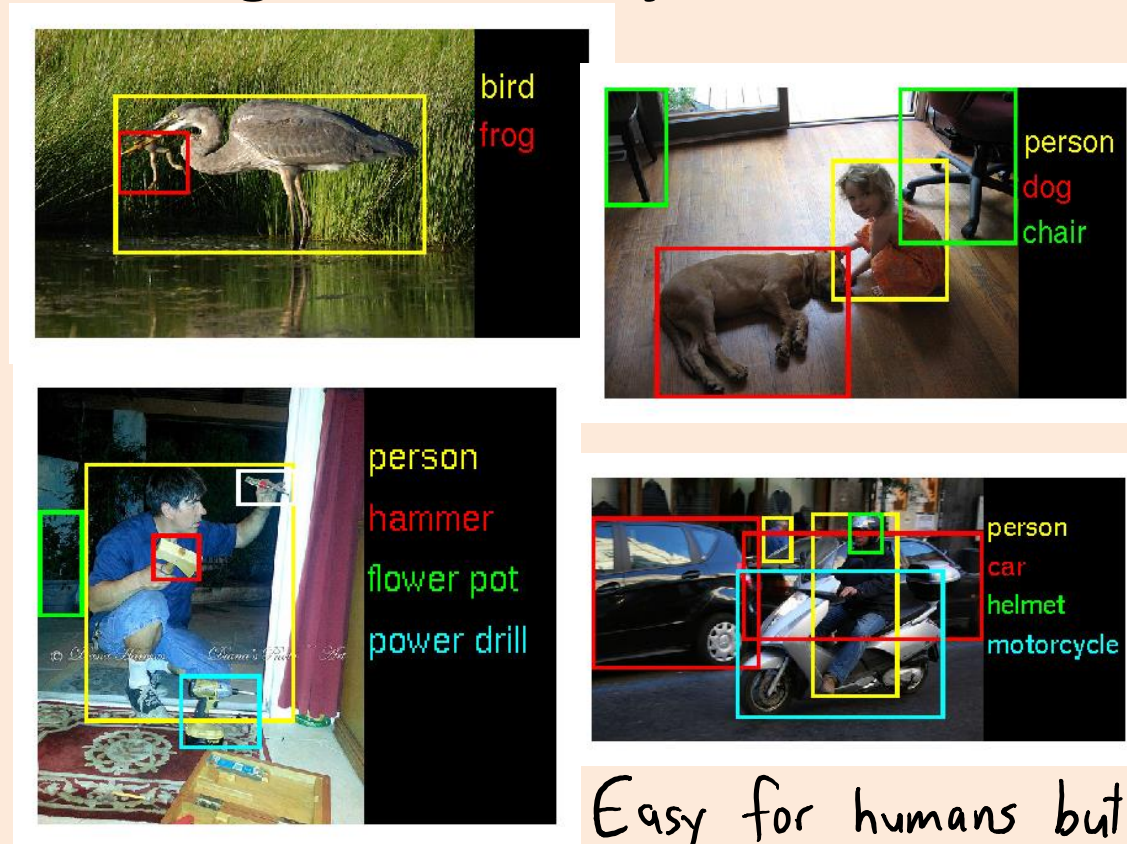 bird
frog
person
dog
chair
person
hammer
flower pot
power drill
person
car
helmet
motorcycle
Easy for humans but